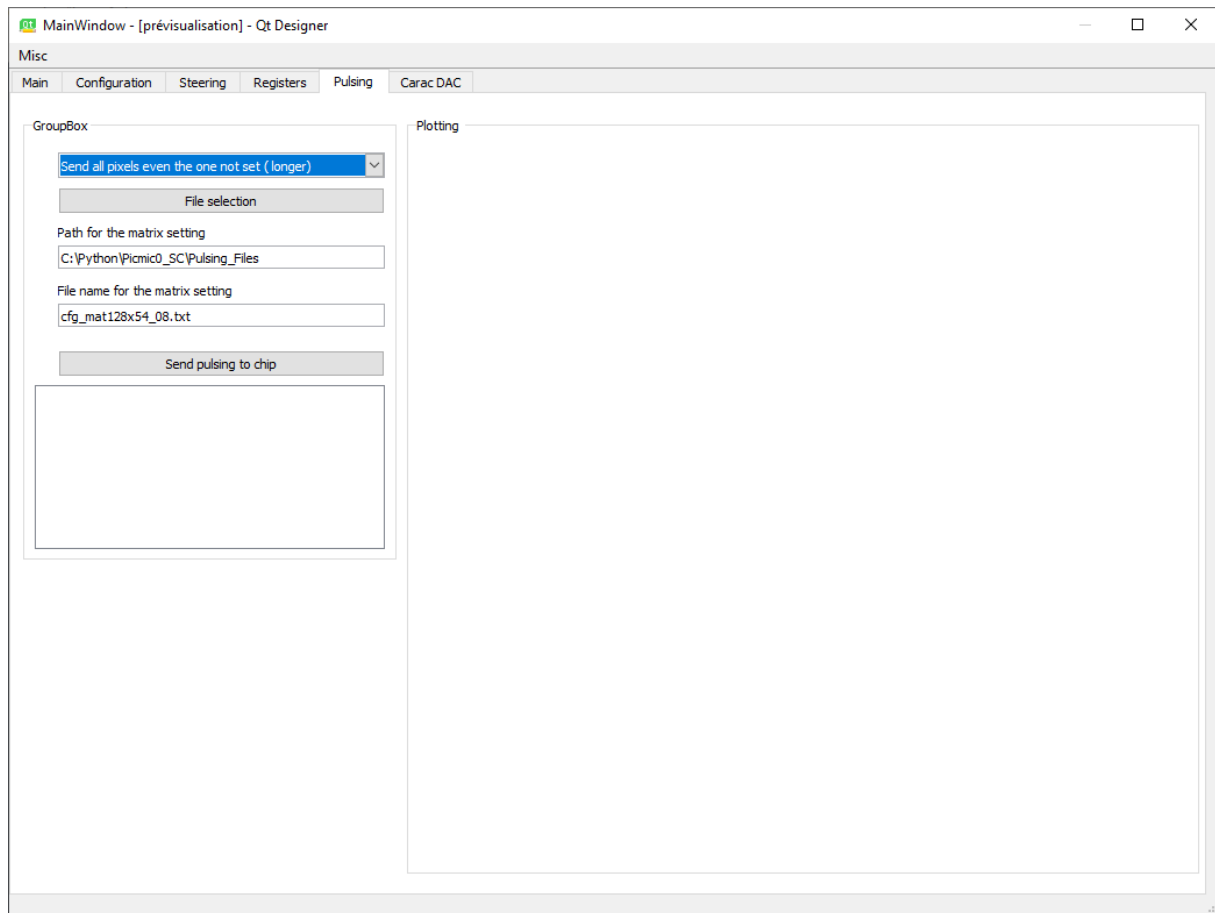 MainWindow - [prévisualisation] - Qt Designer
Misc
Main Configuration Steering Registers Pulsing Carac DAC
GroupBox
Send all pixels even the one not set ( longer)
File selection
Path for the matrix setting
C:\Python\Picmic0_SC\Pulsing_Files
File name for the matrix setting
cfg_mat128x54_08.txt
Send pulsing to chip
Plotting